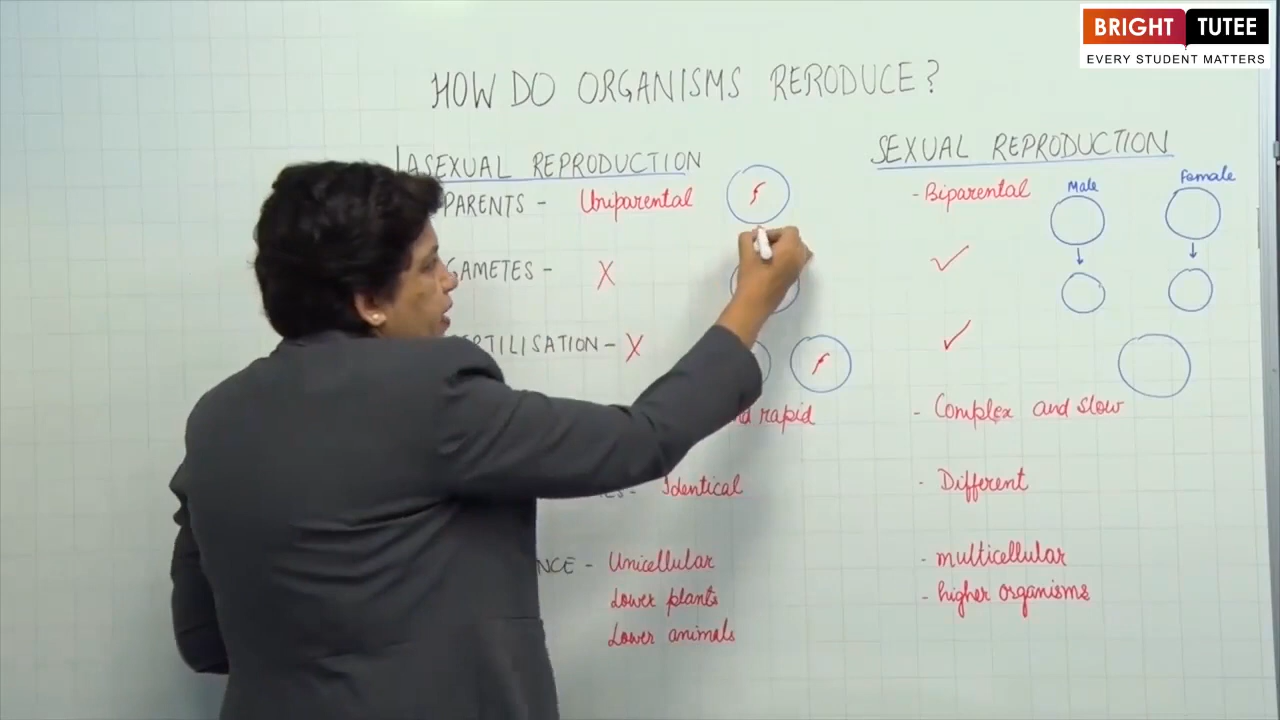 BRIGHT TUTEE
EVERY STUDENT MATTERS
HOW DO ORGANISMS RERODUCE?
ASEXUAL REPRODUCTION
SEXUAL REPRODUCTION
PARENTS - Uniparental
- Biparental
Male
Female
GAMETES - X
✓
FERTILISATION - X
✓
rapid
- Complex and slow
Identical
- Different
Unicellular
- multicellular
Lower plants
- higher organisms
Lower animals